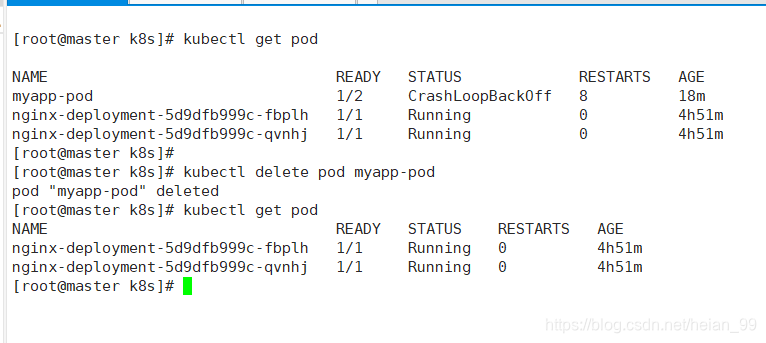 [root@master k8s]# kubectl get pod
NAME READY STATUS RESTARTS AGE
myapp-pod 1/2 CrashLoopBackOff 8 18m
nginx-deployment-5d9dfb999c-fbplh 1/1 Running 0 4h51m
nginx-deployment-5d9dfb999c-qvnhj 1/1 Running 0 4h51m
[root@master k8s]#
[root@master k8s]# kubectl delete pod myapp-pod
pod "myapp-pod" deleted
[root@master k8s]# kubectl get pod
NAME READY STATUS RESTARTS AGE
nginx-deployment-5d9dfb999c-fbplh 1/1 Running 0 4h51m
nginx-deployment-5d9dfb999c-qvnhj 1/1 Running 0 4h51m
[root@master k8s]#
https://blog.csdn.net/heian_99